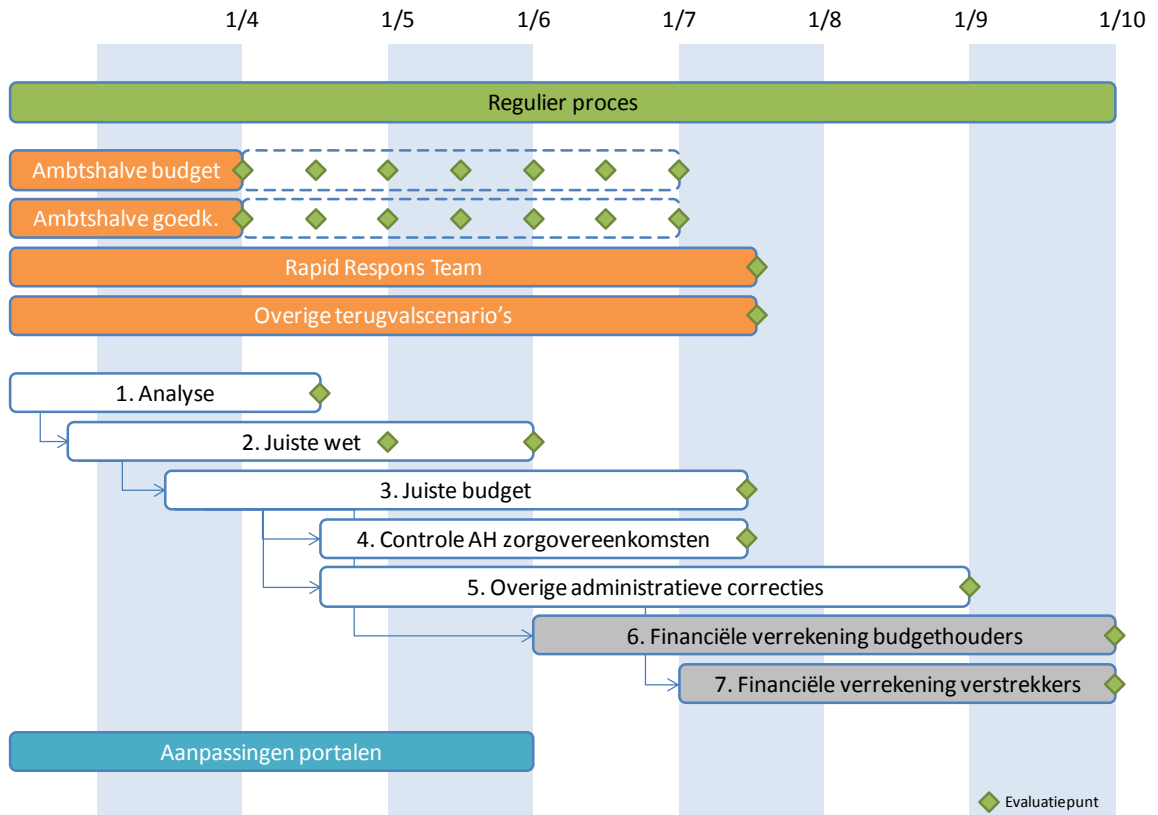 1/4 1/5 1/6 1/7 1/8 1/9 1/10
Regulier proces
Ambtshalve budget
Ambtshalve goedk.
Rapid Respons Team
Overige terugvalscenario's
1. Analyse
2. Juiste wet
3. Juiste budget
4. Controle AH zorgovereenkomsten
5. Overige administratieve correcties
6. Financiële verrekening budgethouders
7. Financiële verrekening verstrekkers
Aanpassingen portalen
Evaluatiepunt